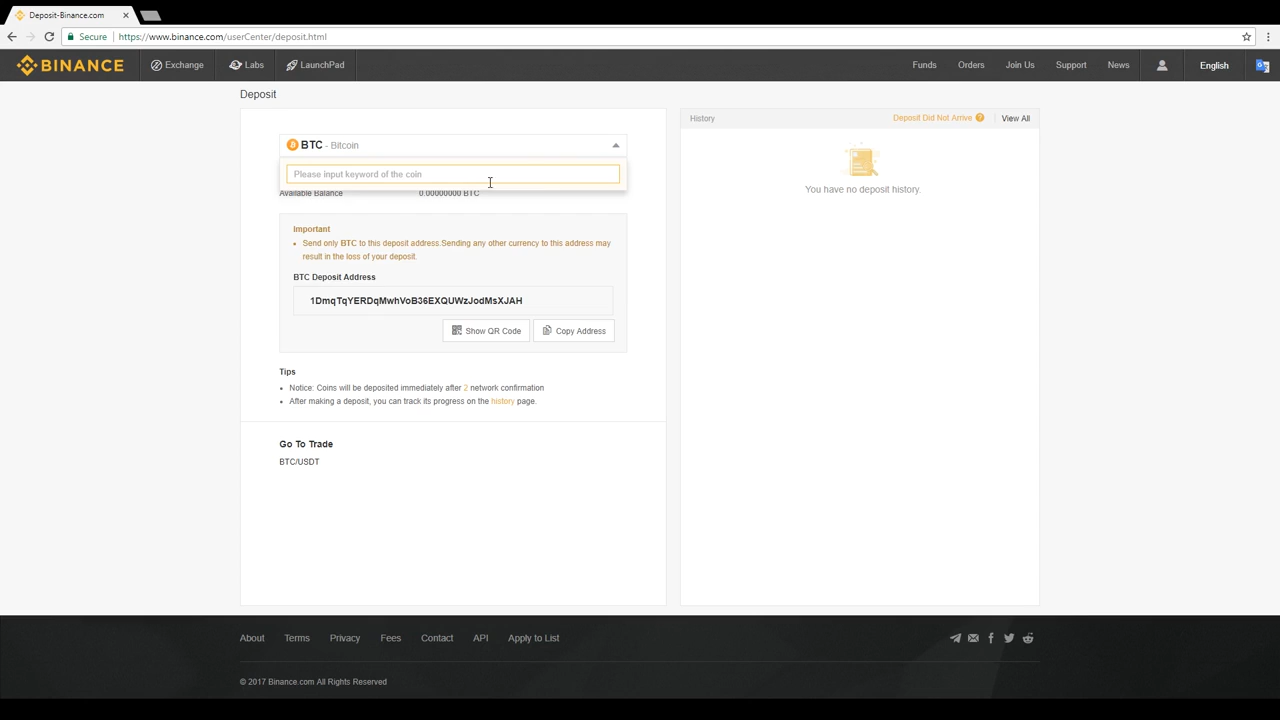 Deposit-Binance.com
Secure https://www.binance.com/userCenter/deposit.html
BINANCE Exchange Labs LaunchPad Funds Orders Join Us Support News English
Deposit
BTC - Bitcoin
Please input keyword of the coin
Available Balance 0.00000000 BTC
Important
Send only BTC to this deposit address.Sending any other currency to this address may
result in the loss of your deposit.
BTC Deposit Address
1DmqTqYERDqMwhVoB36EXQUWzJodMsXJAH
Show QR Code Copy Address
Tips
Notice: Coins will be deposited immediately after 2 network confirmation
After making a deposit, you can track its progress on the history page.
Go To Trade
BTC/USDT
History Deposit Did Not Arrive ? View All
You have no deposit history.
About Terms Privacy Fees Contact API Apply to List
© 2017 Binance.com All Rights Reserved